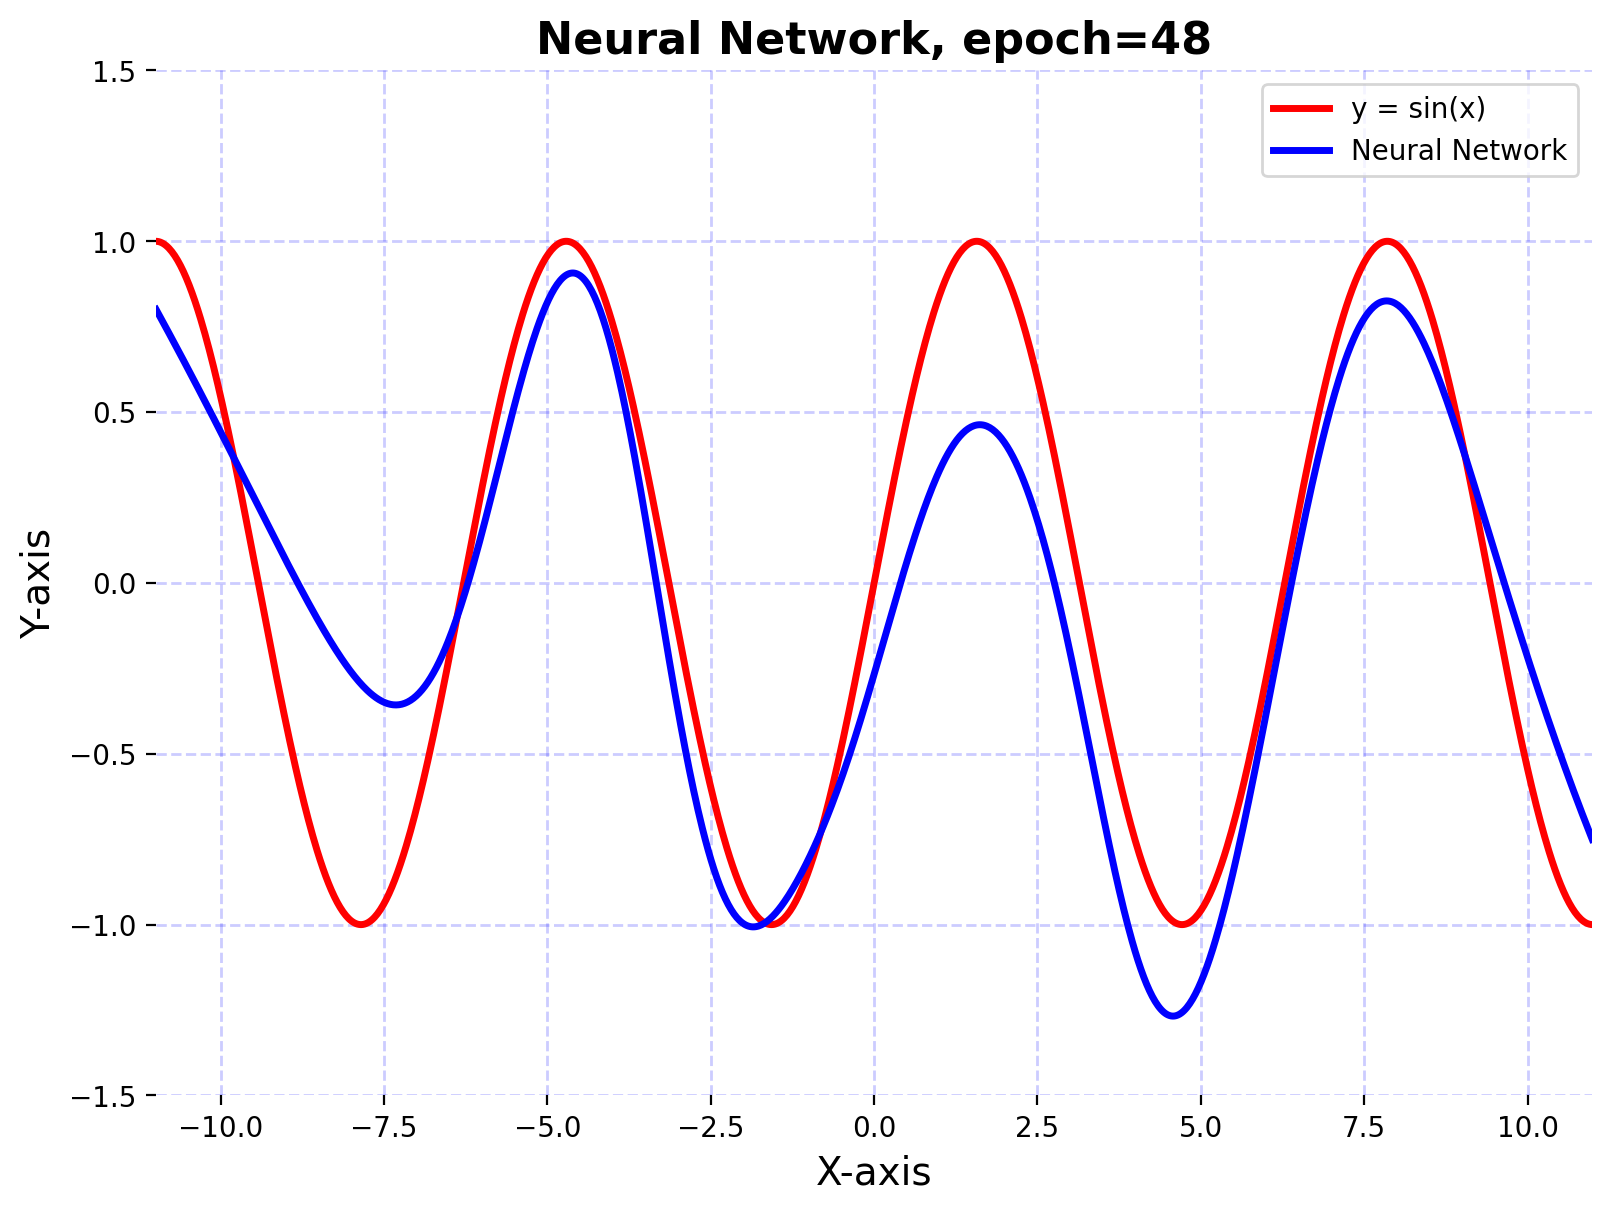 Neural Network, epoch=48
y = sin(x)
Neural Network
1.5
1.0
0.5
0.0
−0.5
−1.0
−1.5
Y-axis
−10.0 −7.5 −5.0 −2.5 0.0 2.5 5.0 7.5 10.0
X-axis